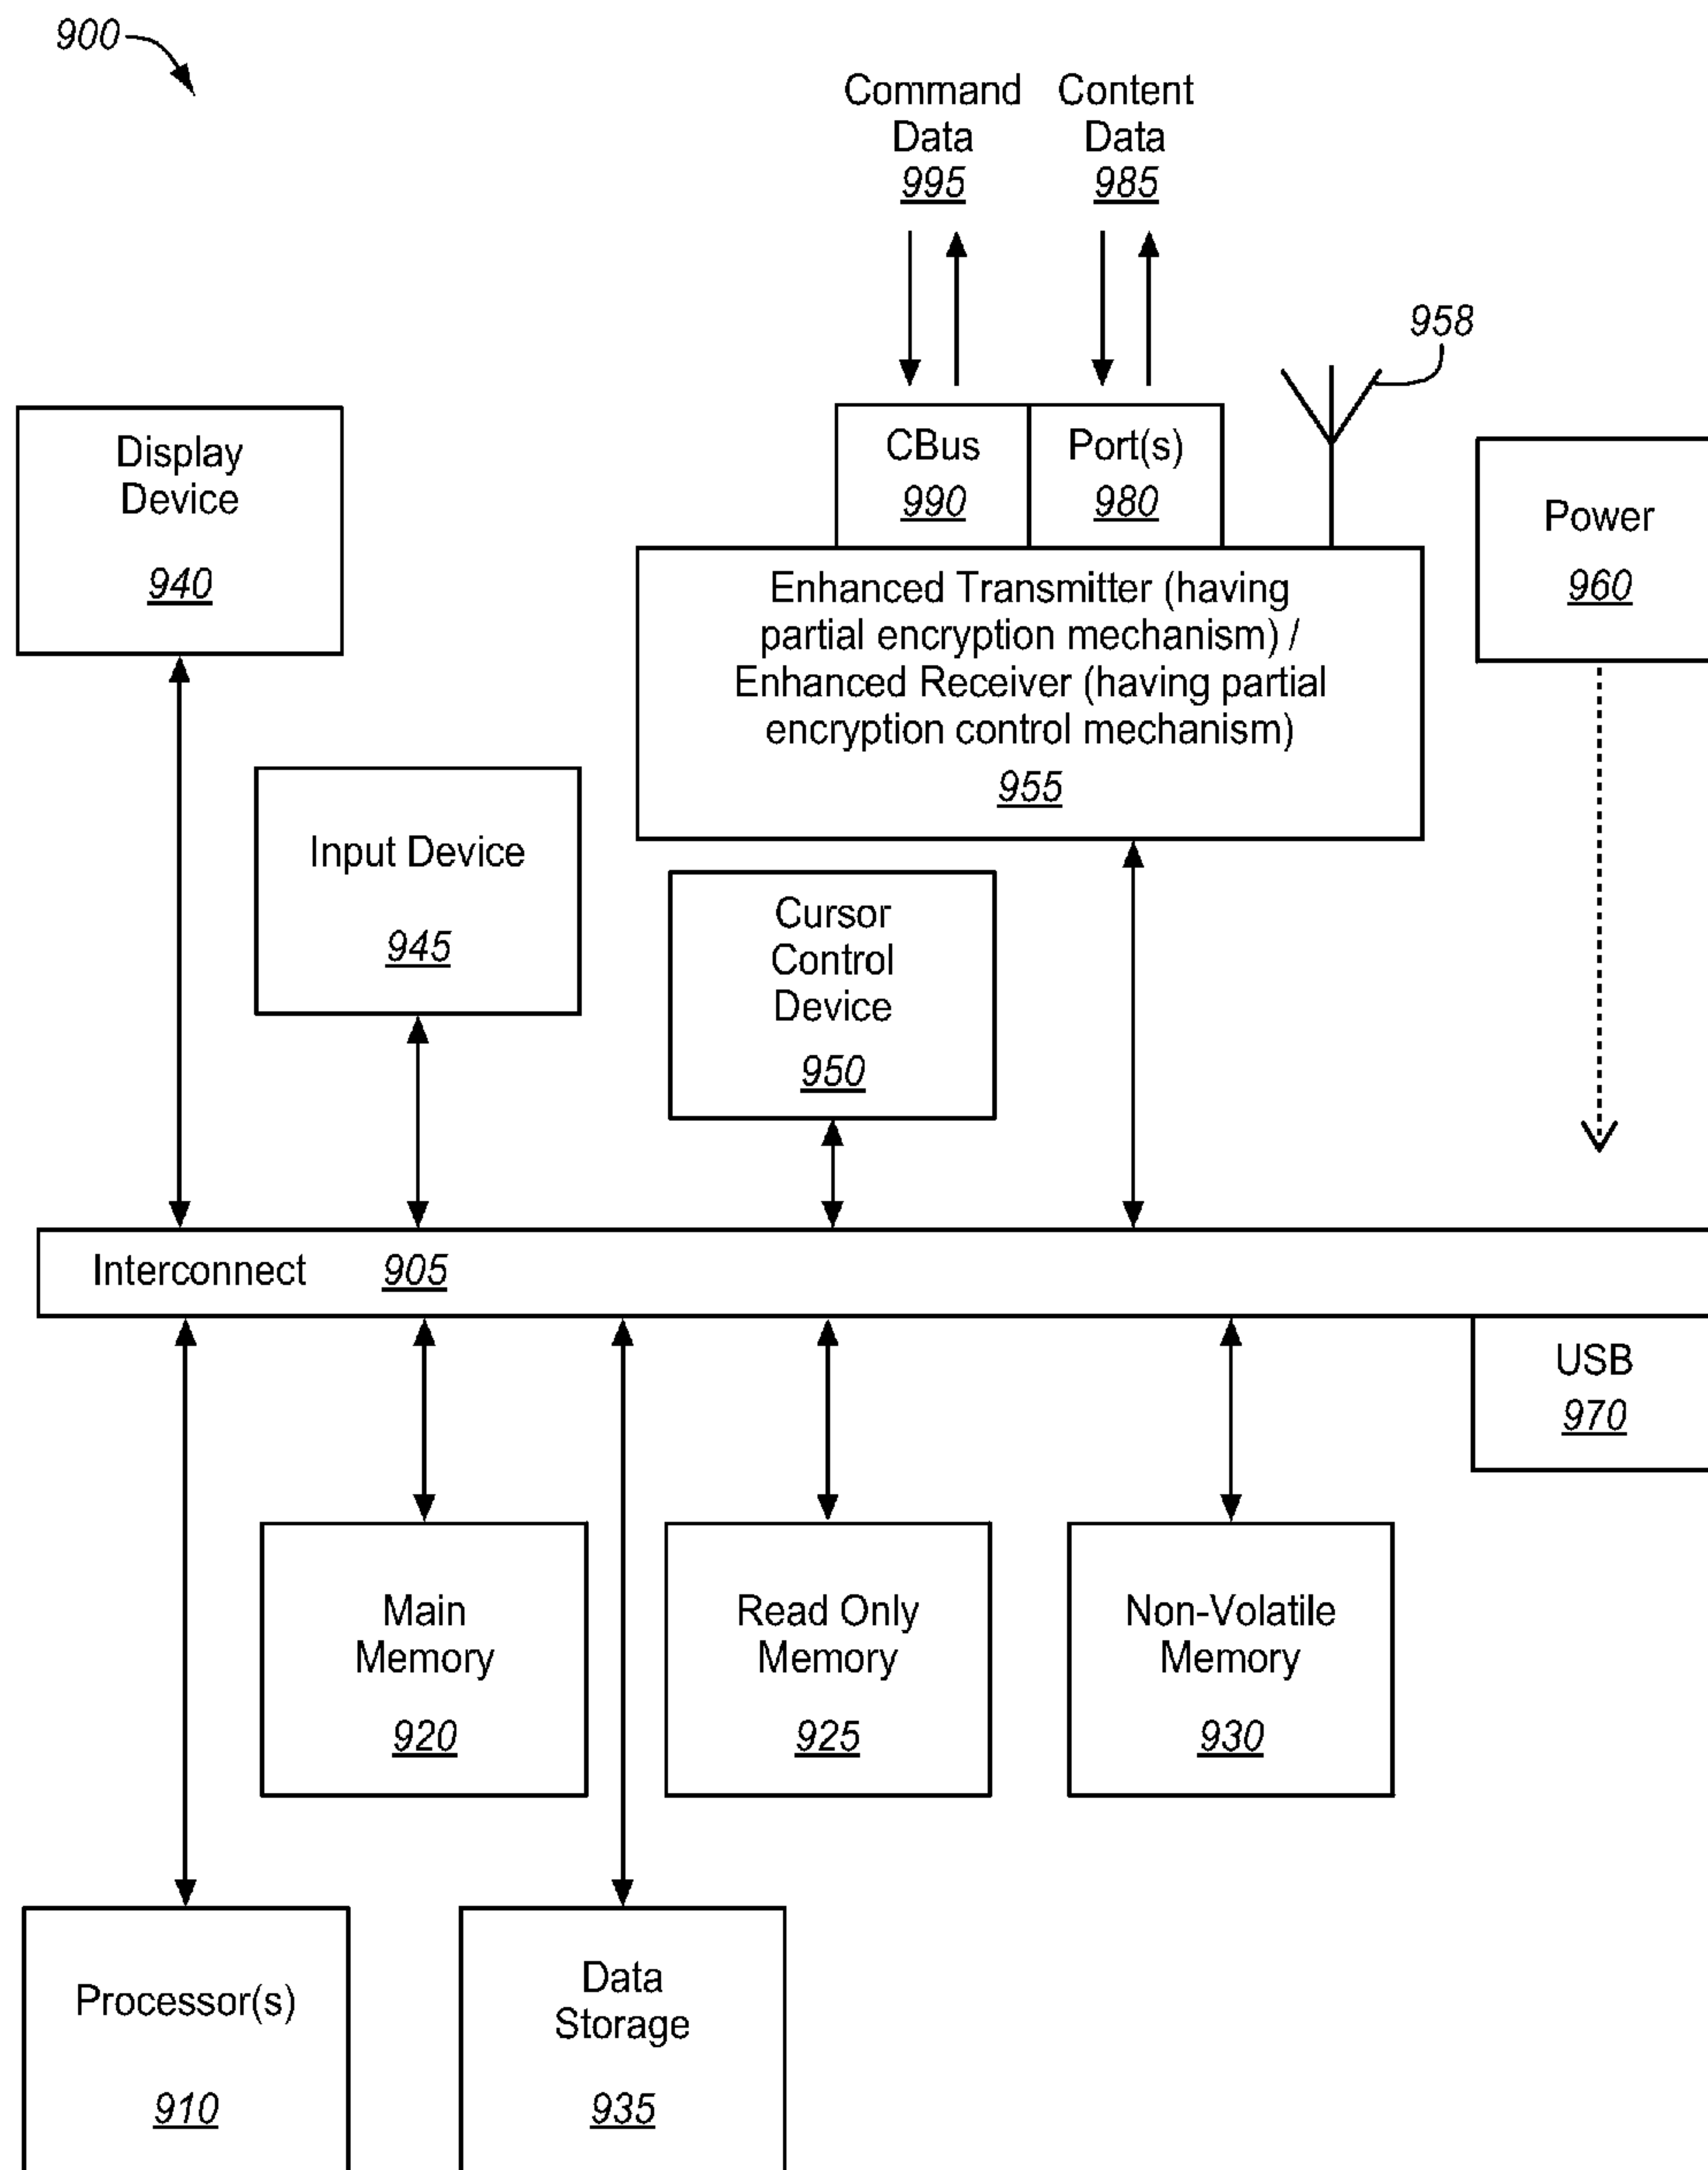 900
Command
Data
995
Content
Data
985
958
Display
Device
940
CBus
990
Port(s)
980
Power
960
Enhanced Transmitter (having
partial encryption mechanism) /
Enhanced Receiver (having partial
encryption control mechanism)
955
Input Device
945
Cursor
Control
Device
950
Interconnect 905
USB
970
Main
Memory
920
Read Only
Memory
925
Non-Volatile
Memory
930
Processor(s)
910
Data
Storage
935